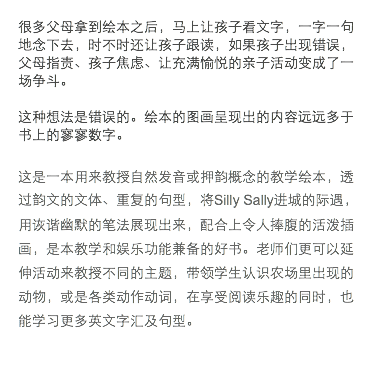 很多父母拿到绘本之后，马上让孩子看文字，一字一句
地念下去，时不时还让孩子跟读，如果孩子出现错误，
父母指责、孩子焦虑、让充满愉悦的亲子活动变成了一
场争斗。
这种想法是错误的。绘本的图画呈现出的内容远远多于
书上的寥寥数字。
这是一本用来教授自然发音或押韵概念的教学绘本，透
过韵文的文体、重复的句型，将Silly Sally进城的际遇，
用诙谐幽默的笔法展现出来，配合上令人捧腹的活泼插
画，是本教学和娱乐功能兼备的好书。老师们更可以延
伸活动来教授不同的主题，带领学生认识农场里出现的
动物，或是各类动作动词，在享受阅读乐趣的同时，也
能学习更多英文字汇及句型。